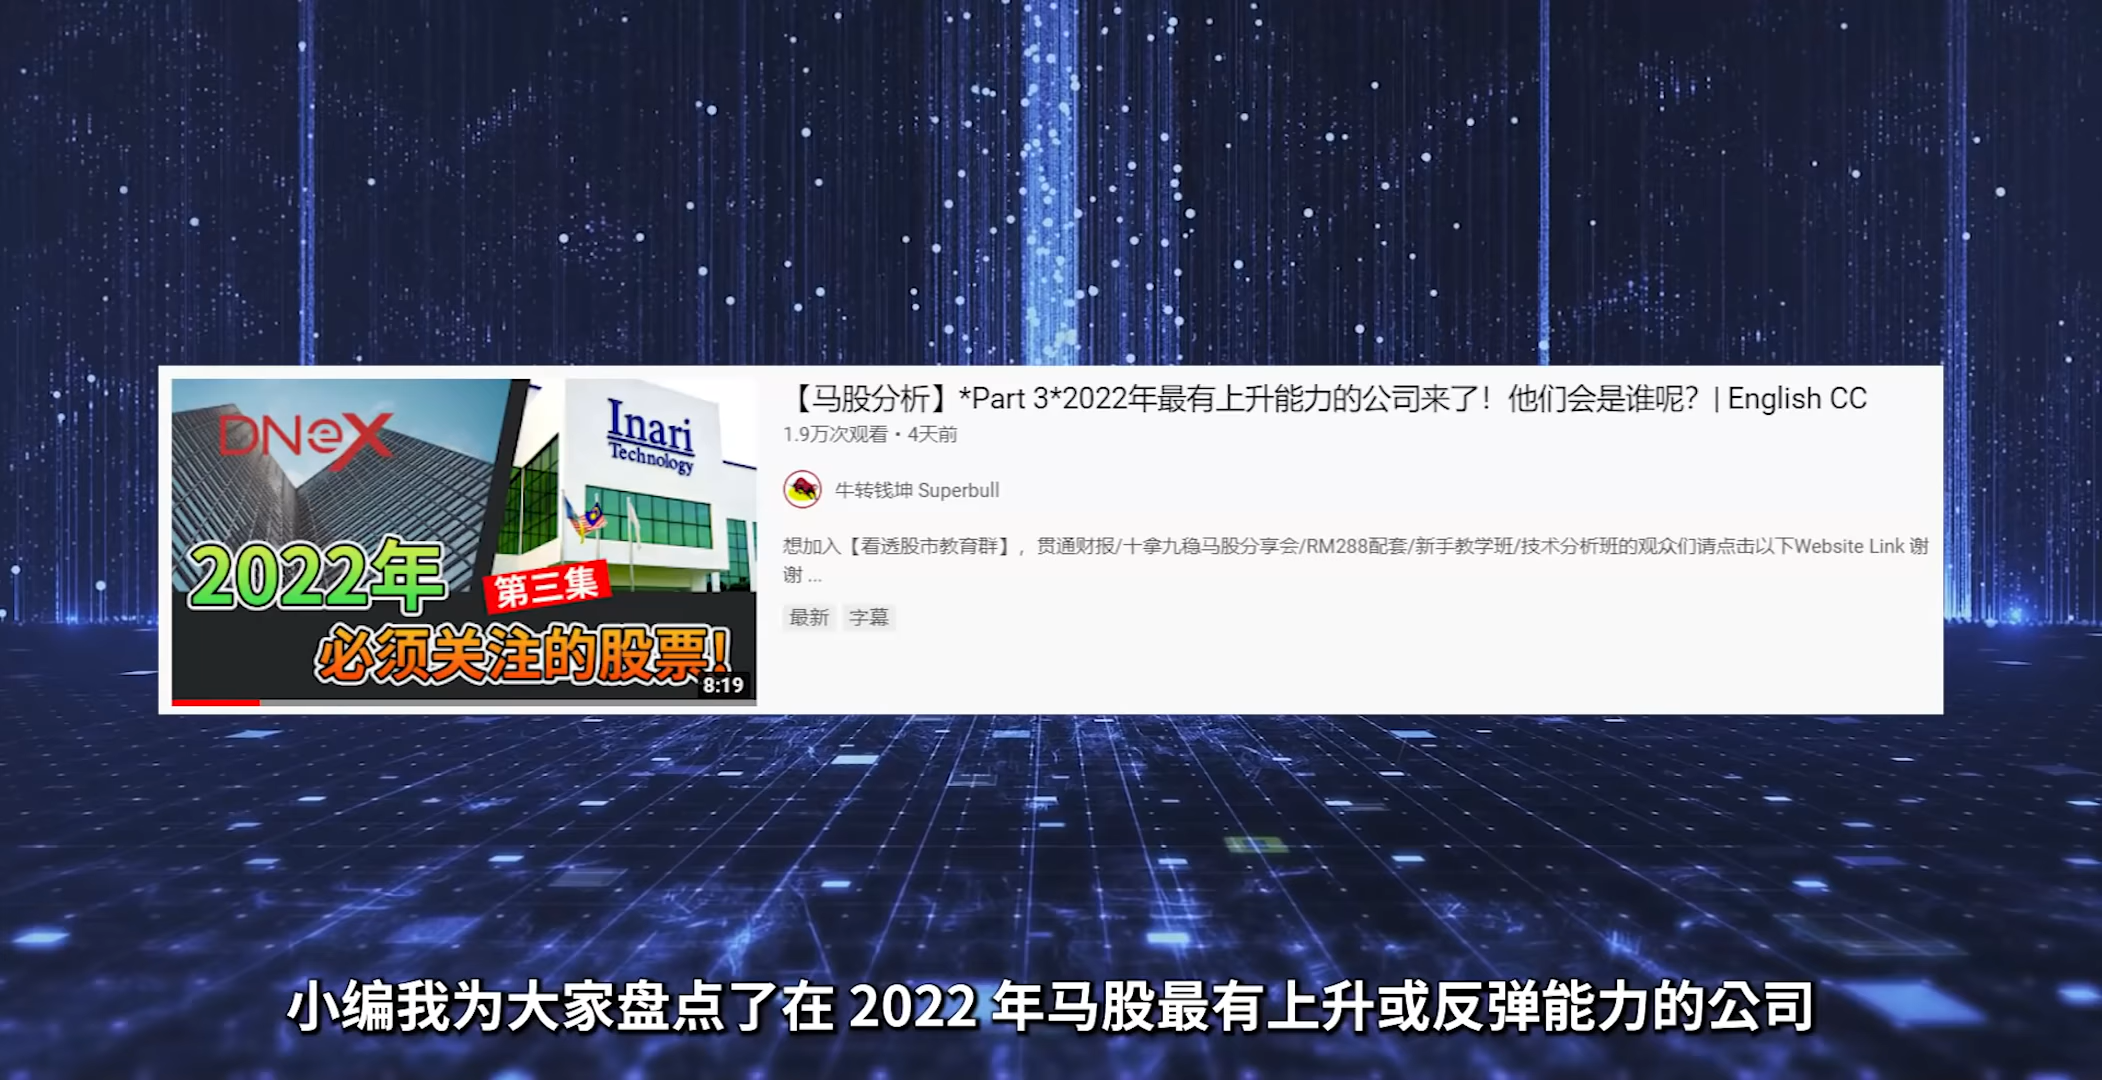 DNeX
Inari
Technology
2022年
第三集
必须关注的股票!
8:19
【马股分析】*Part 3*2022年最有上升能力的公司来了！他们会是谁呢？| English CC
1.9万次观看・4天前
牛转钱坤 Superbull
想加入【看透股市教育群】，贯通财报/十拿九稳马股分享会/RM288配套/新手教学班/技术分析班的观众们请点击以下Website Link 谢
谢 ...
最新 字幕
小编我为大家盘点了在 2022 年马股最有上升或反弹能力的公司